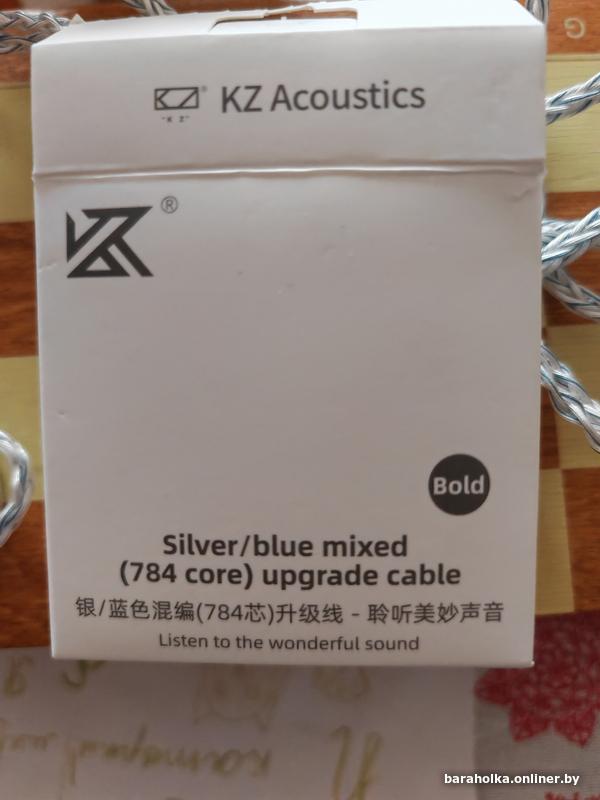 KZ ® KZ Acoustics
"K Z"
®
Bold
Silver/blue mixed
(784 core) upgrade cable
银/蓝色混编(784芯)升级线 - 聆听美妙声音
Listen to the wonderful sound
G
baraholka.onliner.by